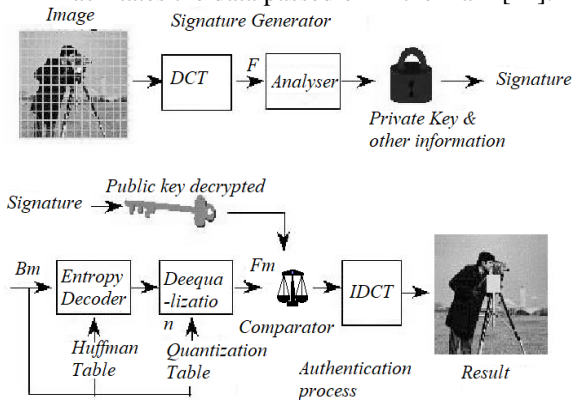 Image
Signature Generator
DCT
F
Analyser
Signature
Private Key &
other information
Public key decrypted
Signature
Bm
Entropy
Decoder
Deequa
-lizatio
n
Fm
Comparator
IDCT
Huffman
Table
Quantization
Table
Authentication
process
Result